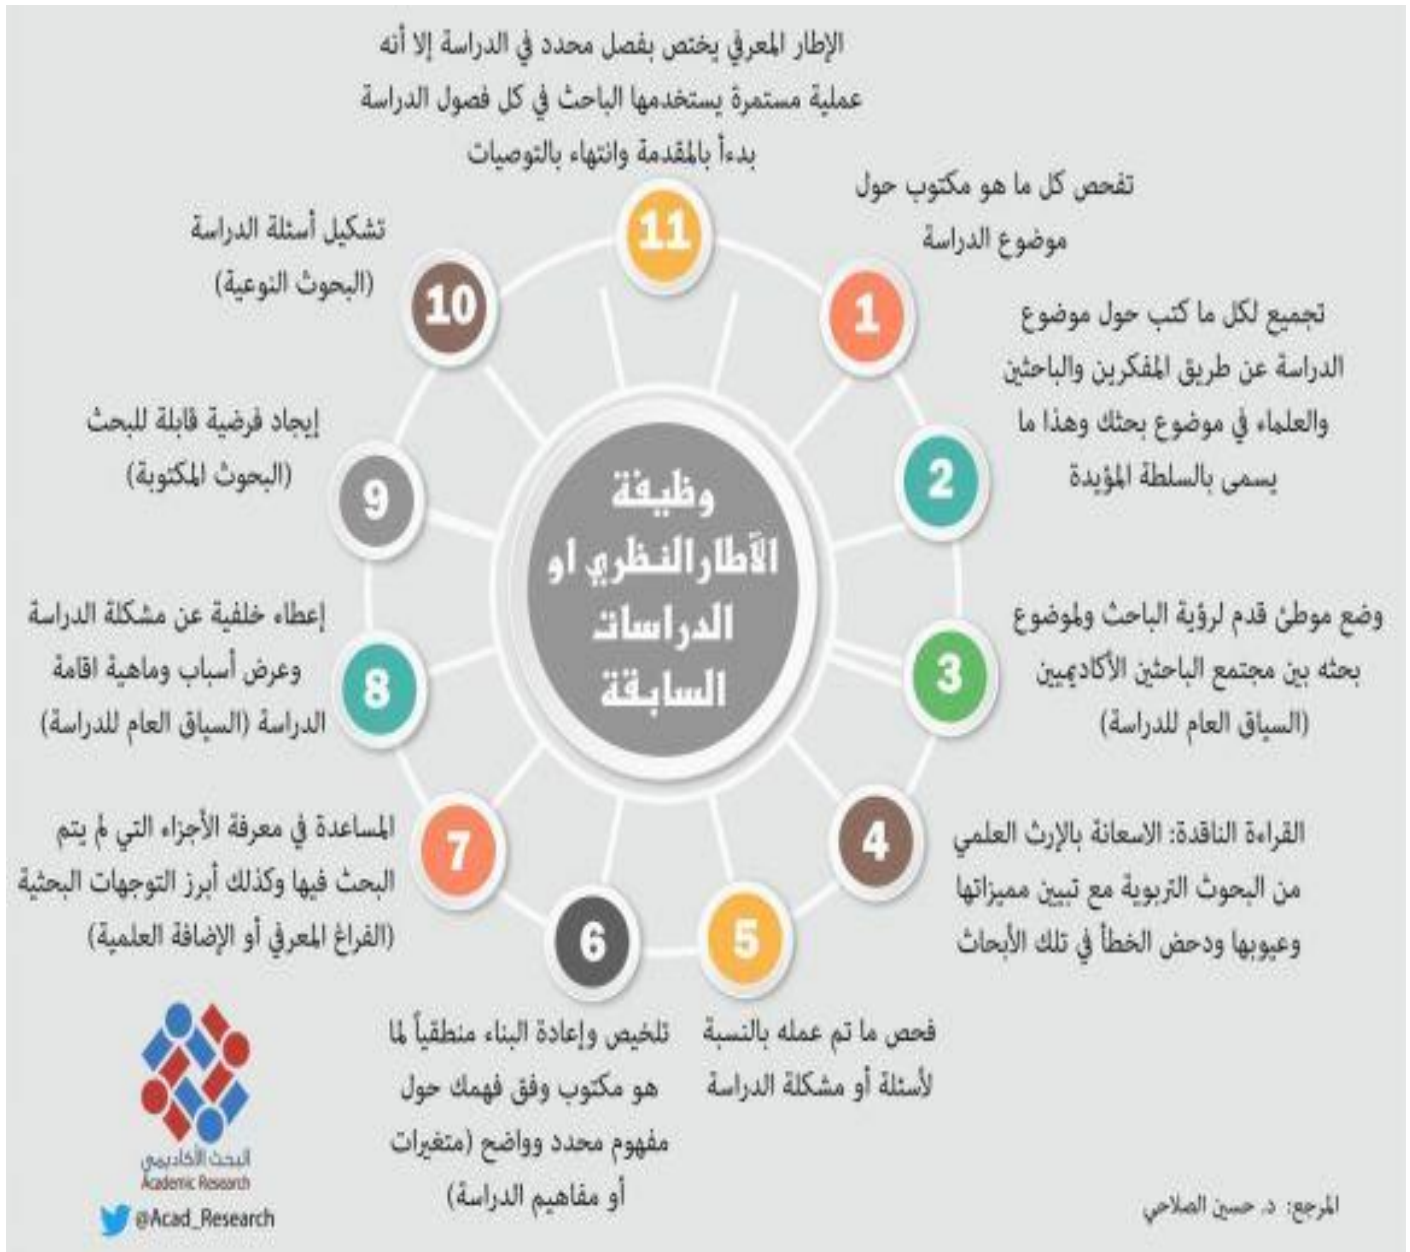 وظيفة
الأطار النظري او
الدراسات
السابقة
1
تفحص كل ما هو مكتوب حول
موضوع الدراسة
2
تجميع لكل ما كتب حول موضوع
الدراسة عن طريق المفكرين والباحثين
والعلماء في موضوع بحثك وهذا ما
يسمى بالسلطة المؤيدة
3
وضع موطئ قدم لرؤية الباحث ولموضوع
بحثه بين مجتمع الباحثين الأكاديميين
(السياق العام للدراسة)
4
القراءة الناقدة: الاسعانة بالإرث العلمي
من البحوث التربوية مع تبيين مميزاتها
وعيوبها ودحض الخطأ في تلك الأبحاث
5
فحص ما تم عمله بالنسبة
لأسئلة أو مشكلة الدراسة
6
تلخيص وإعادة البناء منطقياً لما
هو مكتوب وفق فهمك حول
مفهوم محدد وواضح (متغيرات
أو مفاهيم الدراسة)
7
المساعدة في معرفة الأجزاء التي لم يتم
البحث فيها وكذلك أبرز التوجهات البحثية
(الفراغ المعرفي أو الإضافة العلمية)
8
إعطاء خلفية عن مشكلة الدراسة
وعرض أسباب وماهية اقامة
الدراسة (السياق العام للدراسة)
9
إيجاد فرضية قابلة للبحث
(البحوث المكتوبة)
10
تشكيل أسئلة الدراسة
(البحوث النوعية)
11
الإطار المعرفي يختص بفصل محدد في الدراسة إلا أنه
عملية مستمرة يستخدمها الباحث في كل فصول الدراسة
بدءأ بالمقدمة وانتهاء بالتوصيات
البحث الأكاديمي
Academic Research
@Acad_Research
المرجع: د. حسين الصلاحي